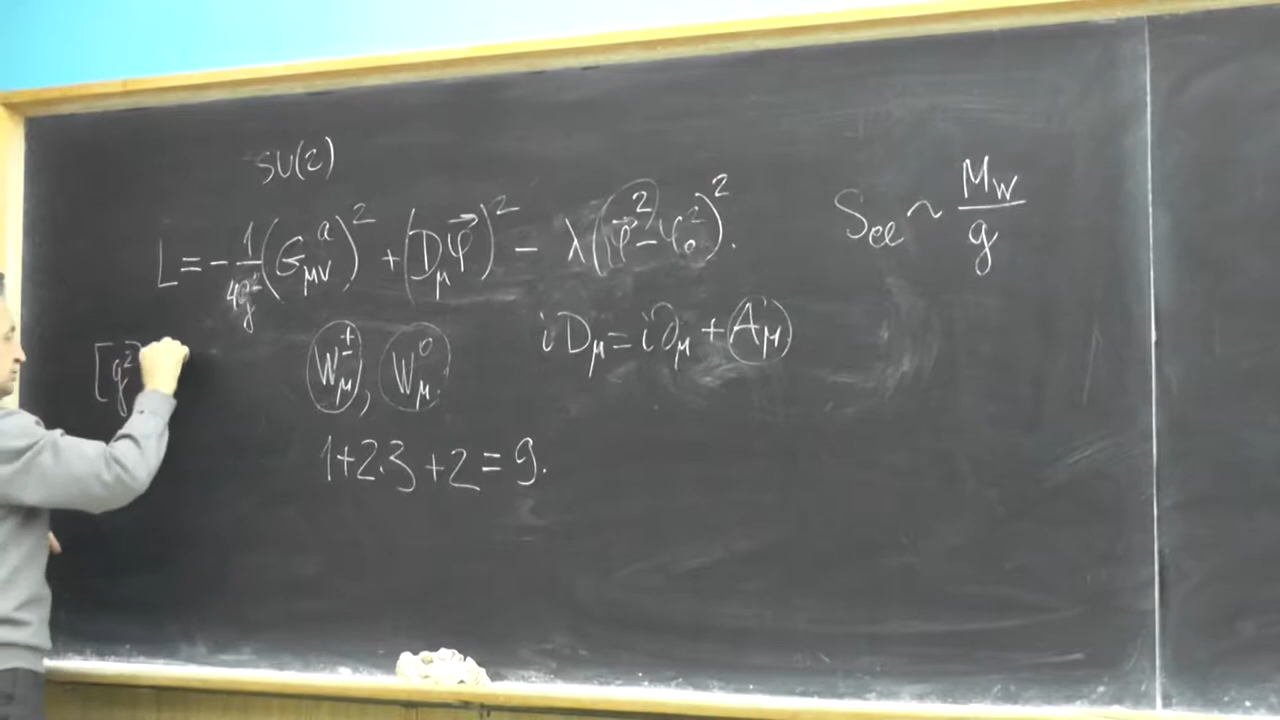 SU(2)
L = -1/4g² (G^a_μν)² + (D_μ φ⃗)² - λ(φ⃗² - φ₀²)².
S_cl ~ M_W/g
iD_μ = i∂_μ + A_μ
[g²]
W^±_μ, W^0_μ.
1+2·3+2=9.